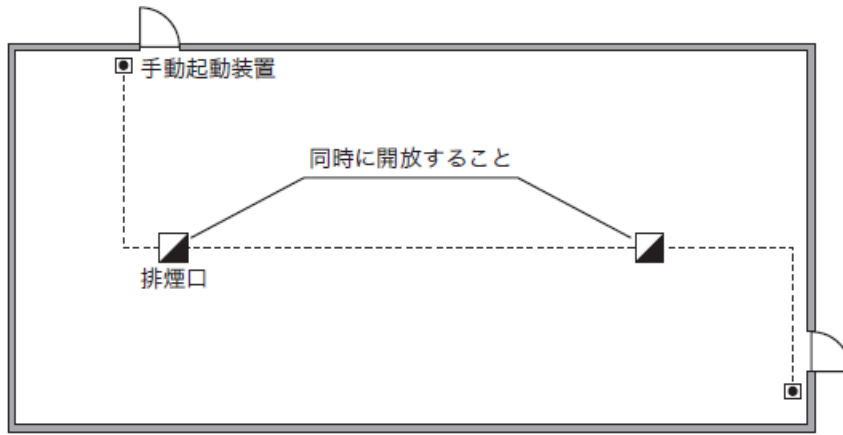 手動起動装置
同時に開放すること
排煙口